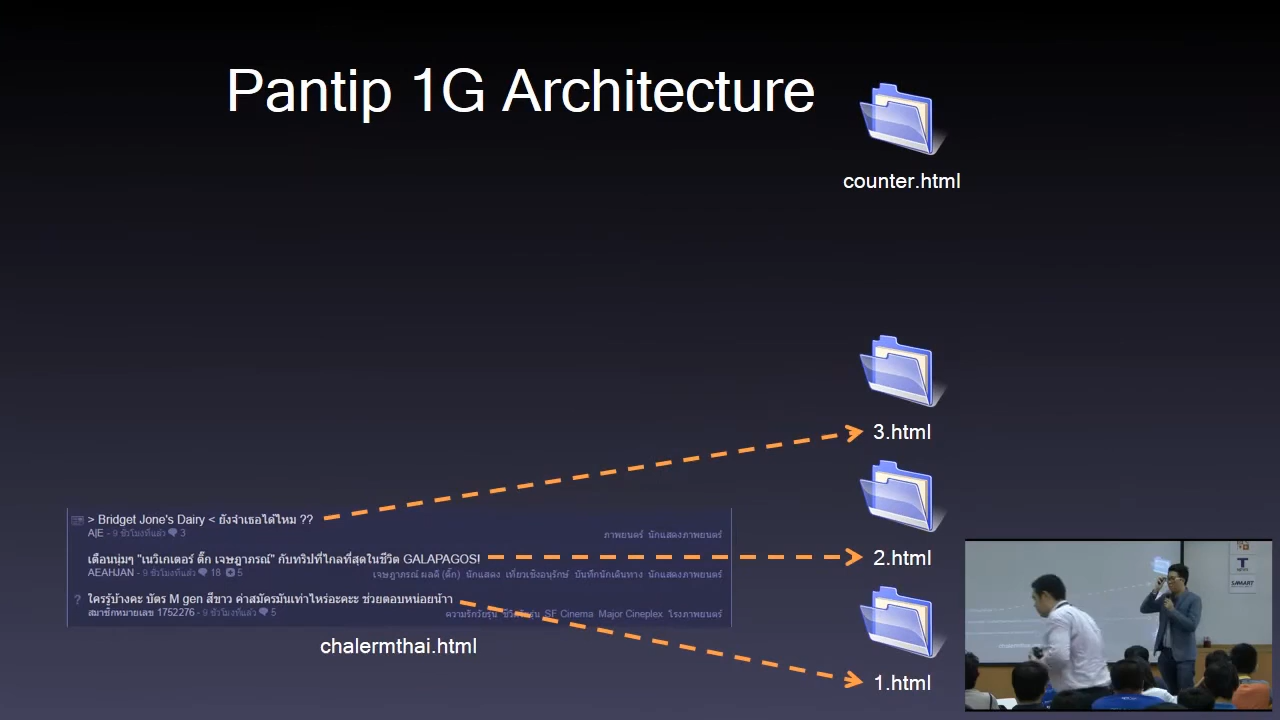 Pantip 1G Architecture
counter.html
3.html
> Bridget Jone's Dairy < ยังจำเธอได้ไหม ??
A|E - 9 ชั่วโมงที่แล้ว 3
ภาพยนตร์ นักแสดงภาพยนตร์
เตือนนุ่มๆ "เนวิเกเตอร์ ติ๊ก เจษฎาภรณ์" กับทริปที่ไกลที่สุดในชีวิต GALAPAGOS!
AEAHJAN - 9 ชั่วโมงที่แล้ว 18 5
เจษฎาภรณ์ ผลดี (ติ๊ก) นักแสดง เที่ยวเชิงอนุรักษ์ บันทึกนักเดินทาง นักแสดงภาพยนตร์
2.html
? ใครรู้บ้างคะ บัตร M gen สีขาว ค่าสมัครมันเท่าไหร่อะคะ ช่วยตอบหน่อยน้าา
สมาชิกหมายเลข 1752276 - 9 ชั่วโมงที่แล้ว 5
ความรักวัยรุ่น ชีวิตวัยรุ่น SF Cinema Major Cineplex โรงภาพยนตร์
chalermthai.html
1.html
T
NEWS
SAMART